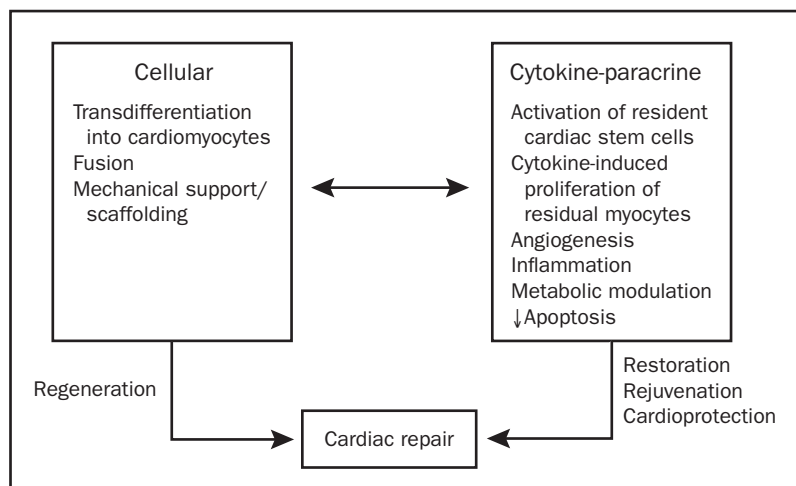 Cellular
Transdifferentiation
into cardiomyocytes
Fusion
Mechanical support/
scaffolding
Cytokine-paracrine
Activation of resident
cardiac stem cells
Cytokine-induced
proliferation of
residual myocytes
Angiogenesis
Inflammation
Metabolic modulation
↓Apoptosis
Regeneration
Restoration
Rejuvenation
Cardioprotection
Cardiac repair